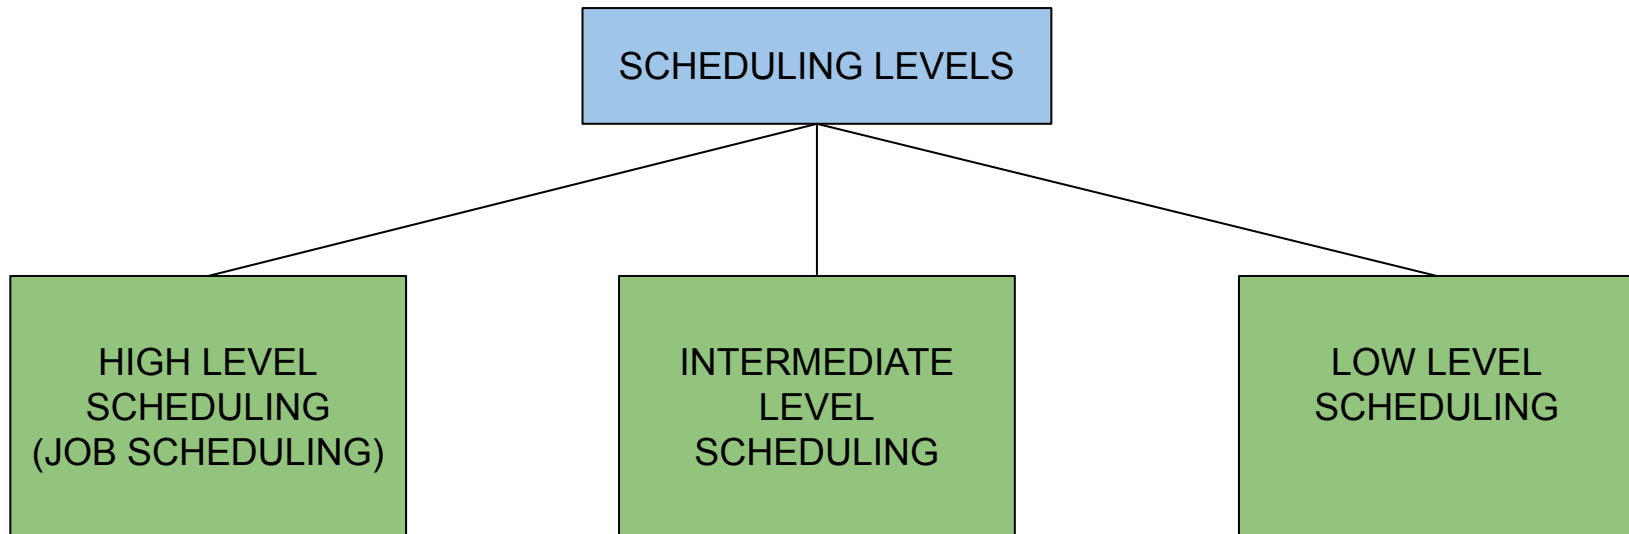 SCHEDULING LEVELS
HIGH LEVEL
SCHEDULING
(JOB SCHEDULING)
INTERMEDIATE
LEVEL
SCHEDULING
LOW LEVEL
SCHEDULING